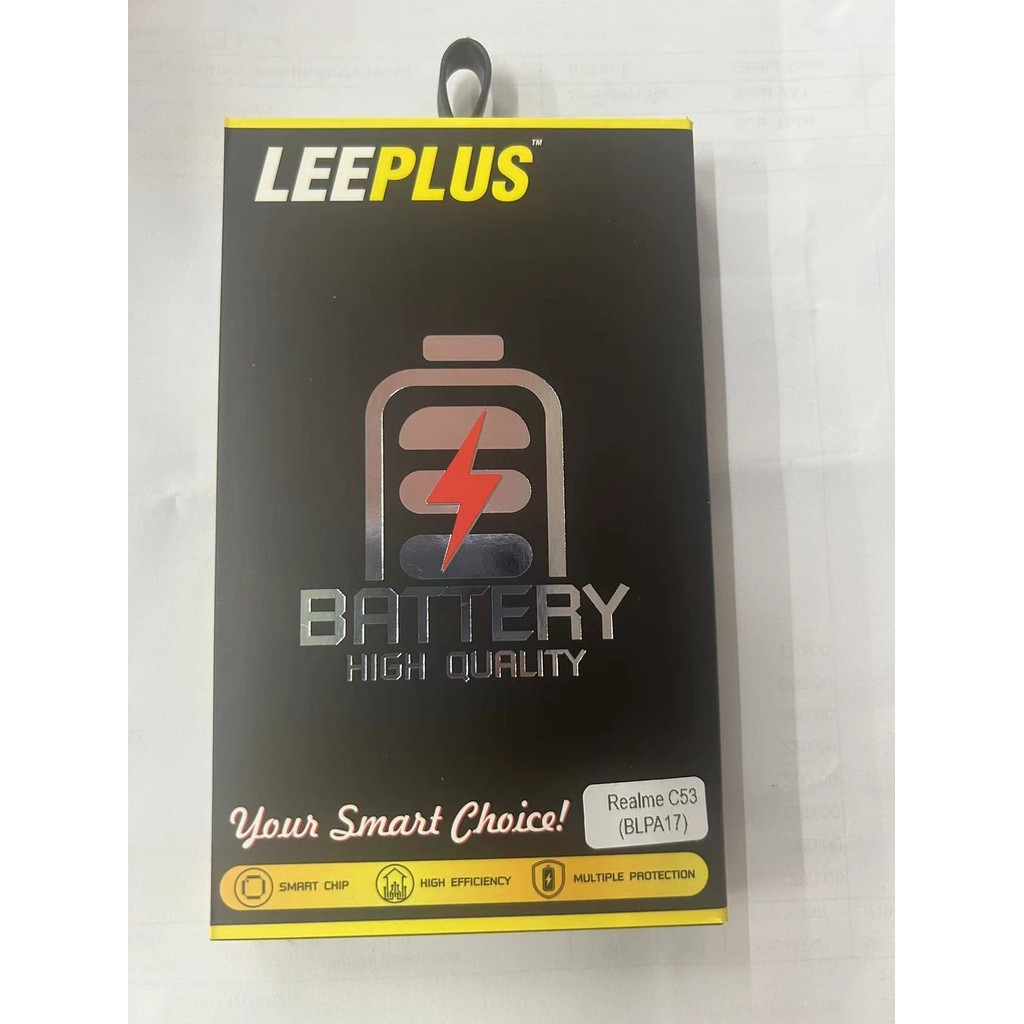 LEEPLUS™
BATTERY
HIGH QUALITY
Your Smart Choice!
Realme C53
(BLPA17)
SMART CHIP
HIGH EFFICIENCY
MULTIPLE PROTECTION